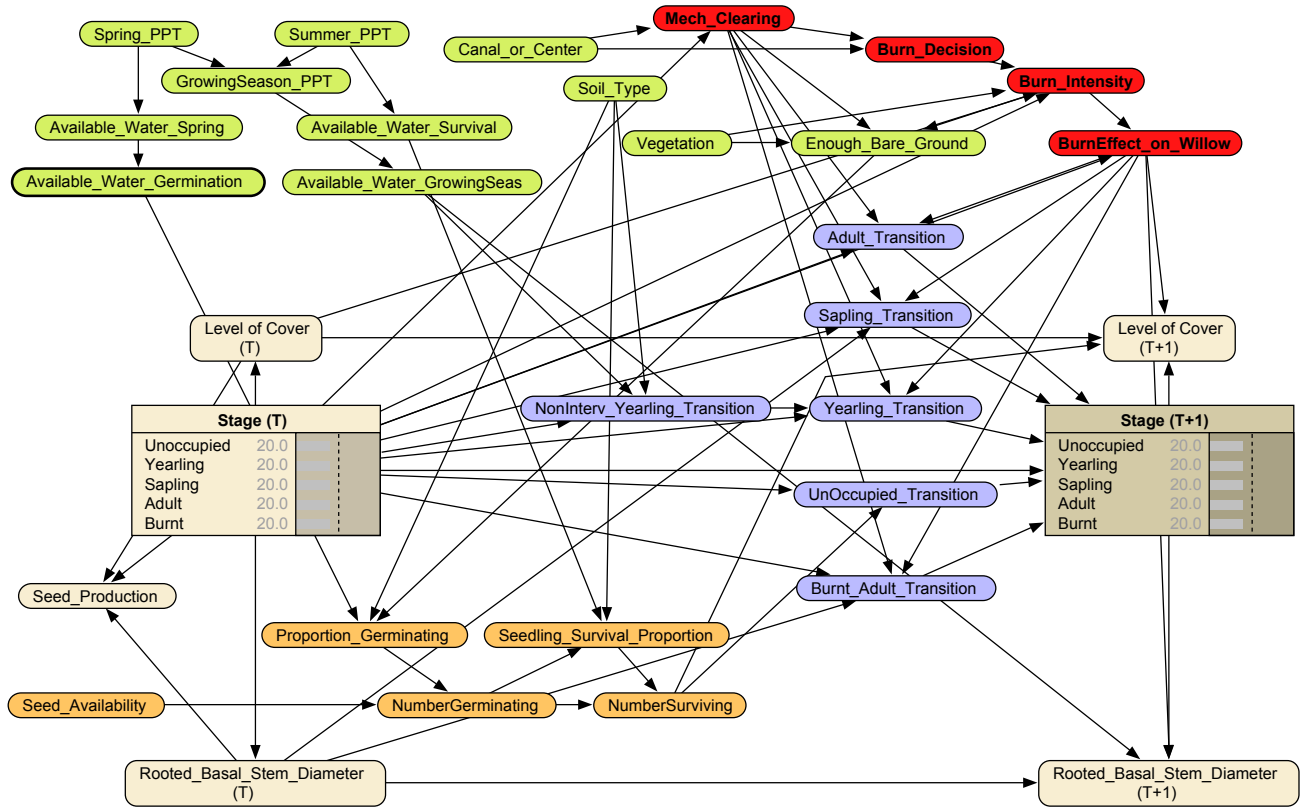 Mech_Clearing
Spring_PPT
Summer_PPT
Canal_or_Center
Burn_Decision
GrowingSeason_PPT
Soil_Type
Burn_Intensity
Available_Water_Spring
Available_Water_Survival
Vegetation
Enough_Bare_Ground
BurnEffect_on_Willow
Available_Water_Germination
Available_Water_GrowingSeas
Adult_Transition
Level of Cover
(T)
Sapling_Transition
Level of Cover
(T+1)
Stage (T)
Unoccupied 20.0
Yearling 20.0
Sapling 20.0
Adult 20.0
Burnt 20.0
NonInterv_Yearling_Transition
Yearling_Transition
Stage (T+1)
Unoccupied 20.0
Yearling 20.0
Sapling 20.0
Adult 20.0
Burnt 20.0
UnOccupied_Transition
Seed_Production
Burnt_Adult_Transition
Proportion_Germinating
Seedling_Survival_Proportion
Seed_Availability
NumberGerminating
NumberSurviving
Rooted_Basal_Stem_Diameter
(T)
Rooted_Basal_Stem_Diameter
(T+1)